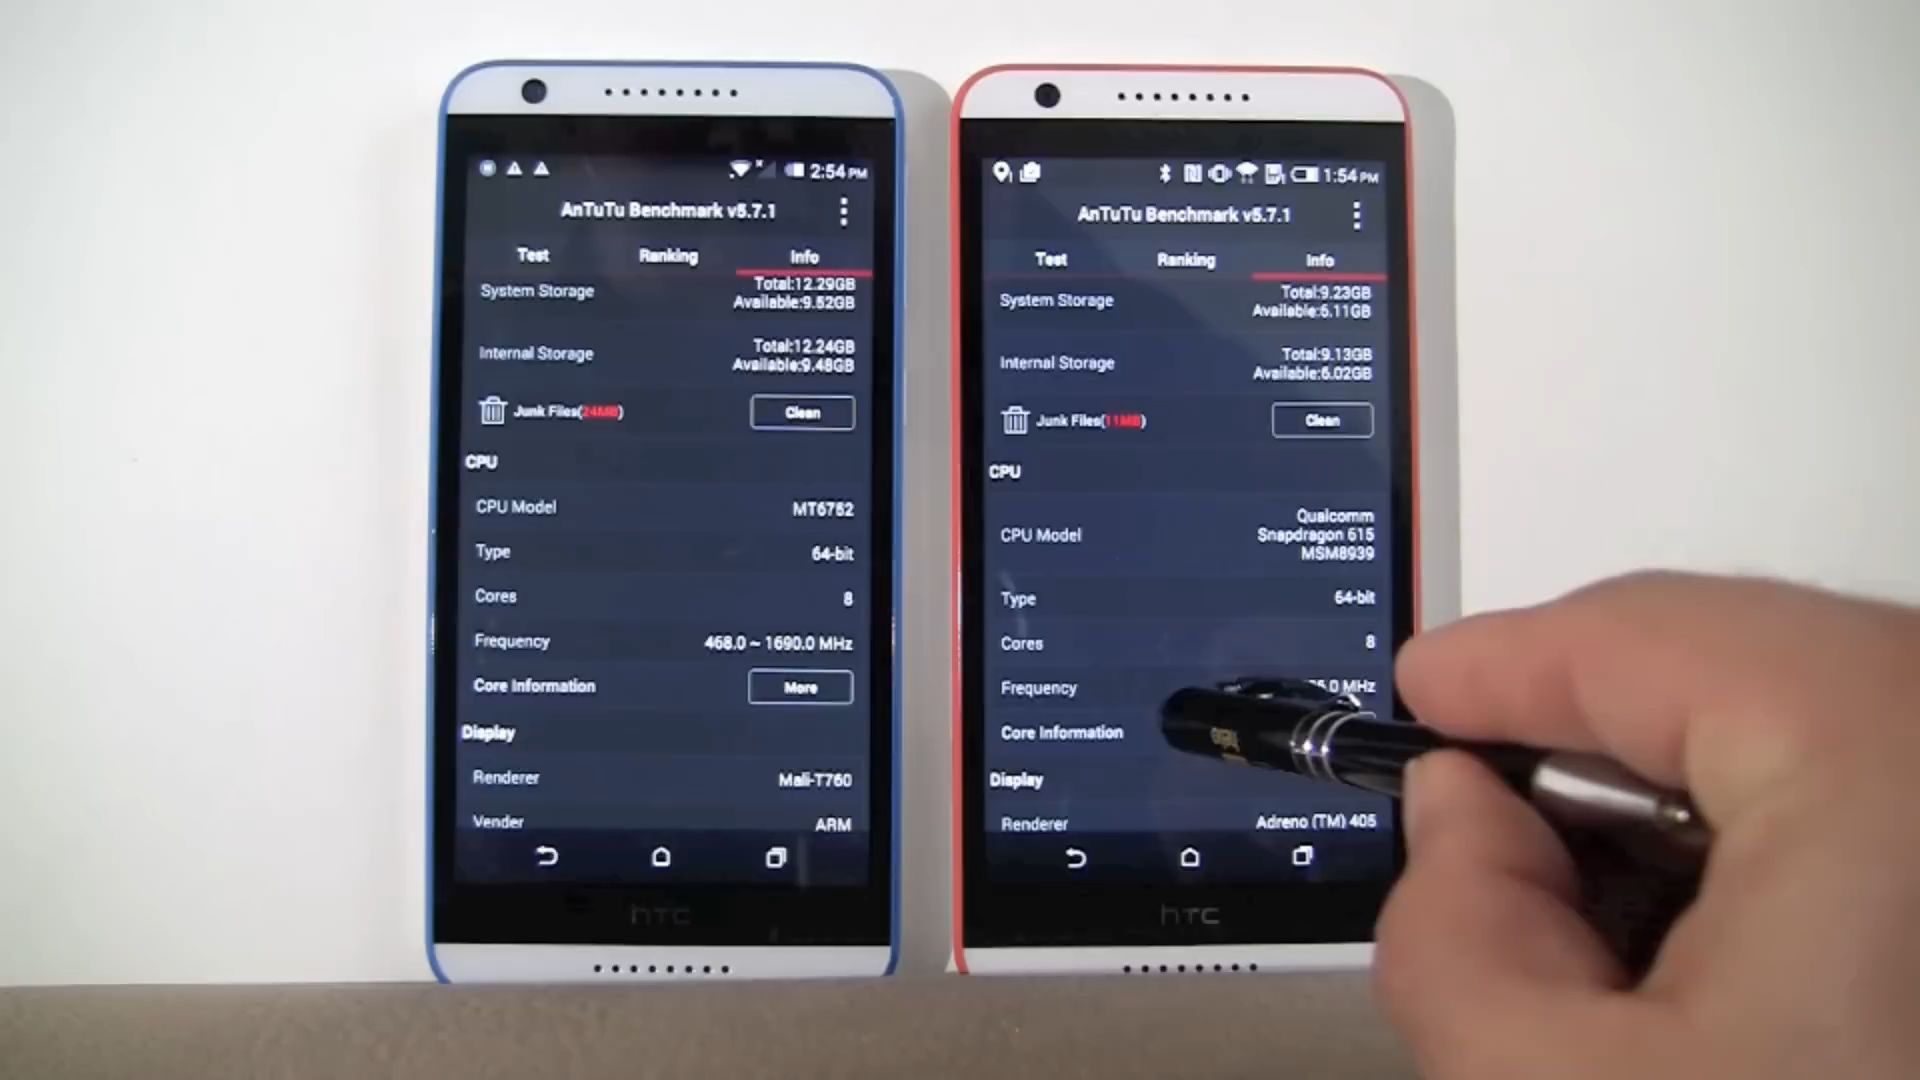 2:54 PM
AnTuTu Benchmark v5.7.1
Test Ranking Info
System Storage
Total:12.29GB
Available:9.52GB
Internal Storage
Total:12.24GB
Available:9.48GB
Junk Files(24MB)
Clean
CPU
CPU Model MT6752
Type 64-bit
Cores 8
Frequency 468.0 ~ 1690.0 MHz
Core Information More
Display
Renderer Mali-T760
Vender ARM
htc
1:54 PM
AnTuTu Benchmark v5.7.1
Test Ranking Info
System Storage
Total:9.23GB
Available:6.11GB
Internal Storage
Total:9.13GB
Available:6.02GB
Junk Files(11MB)
Clean
CPU
CPU Model
Qualcomm
Snapdragon 615
MSM8939
Type 64-bit
Cores 8
Frequency MHz
Core Information
Display
Renderer Adreno (TM) 405
htc